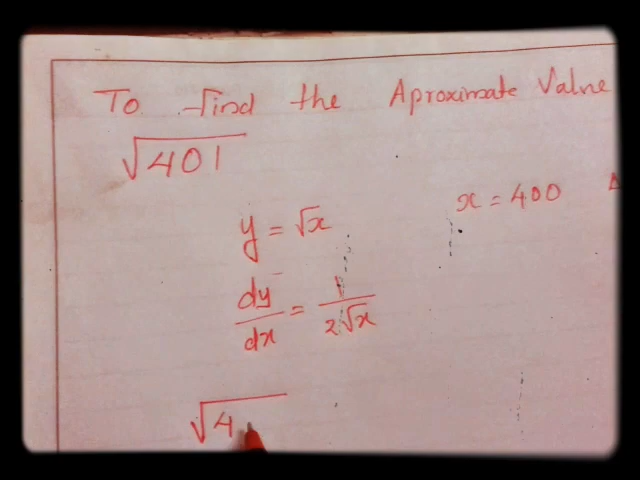 To find the Aproximate Value
√401
x = 400 Δ
y = √x
dy/dx = 1/2√x
√4